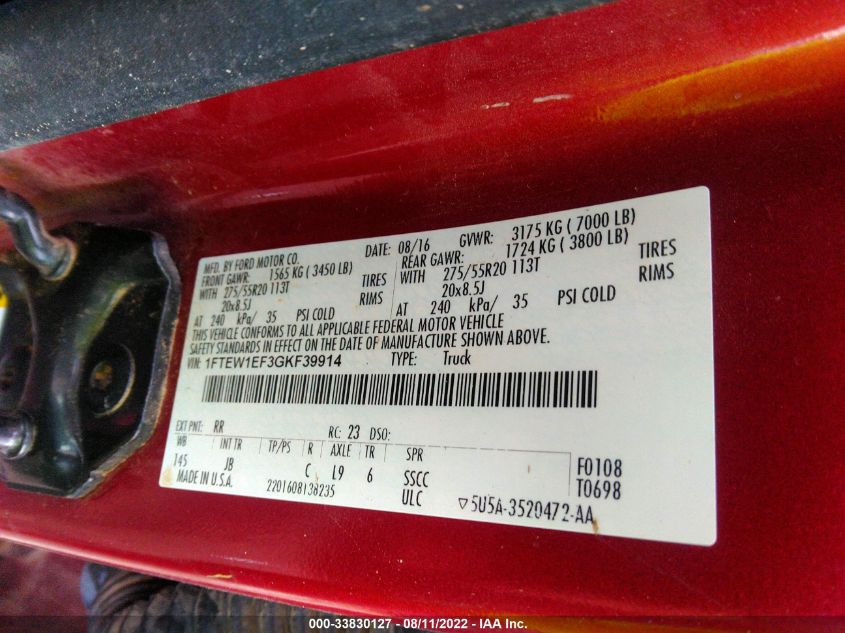 MFD. BY FORD MOTOR CO. DATE: 08/16 GVWR: 3175 KG ( 7000 LB)
FRONT GAWR: 1565 KG ( 3450 LB) REAR GAWR: 1724 KG ( 3800 LB)
WITH 275/55R20 113T TIRES WITH 275/55R20 113T TIRES
20x8.5J RIMS 20x8.5J RIMS
AT 240 kPa/ 35 PSI COLD AT 240 kPa/ 35 PSI COLD
THIS VEHICLE CONFORMS TO ALL APPLICABLE FEDERAL MOTOR VEHICLE
SAFETY STANDARDS IN EFFECT ON THE DATE OF MANUFACTURE SHOWN ABOVE.
VIN: 1FTEW1EF3GKF39914 TYPE: Truck
EXT PNT: RR RC: 23 DSO:
WB INT TR TP/PS R AXLE TR SPR
145 JB C L9 6 SSCC F0108
MADE IN U.S.A. 2201608138235 ULC T0698
▽5U5A-3520472-AA
000-33830127 - 08/11/2022 - IAA Inc.